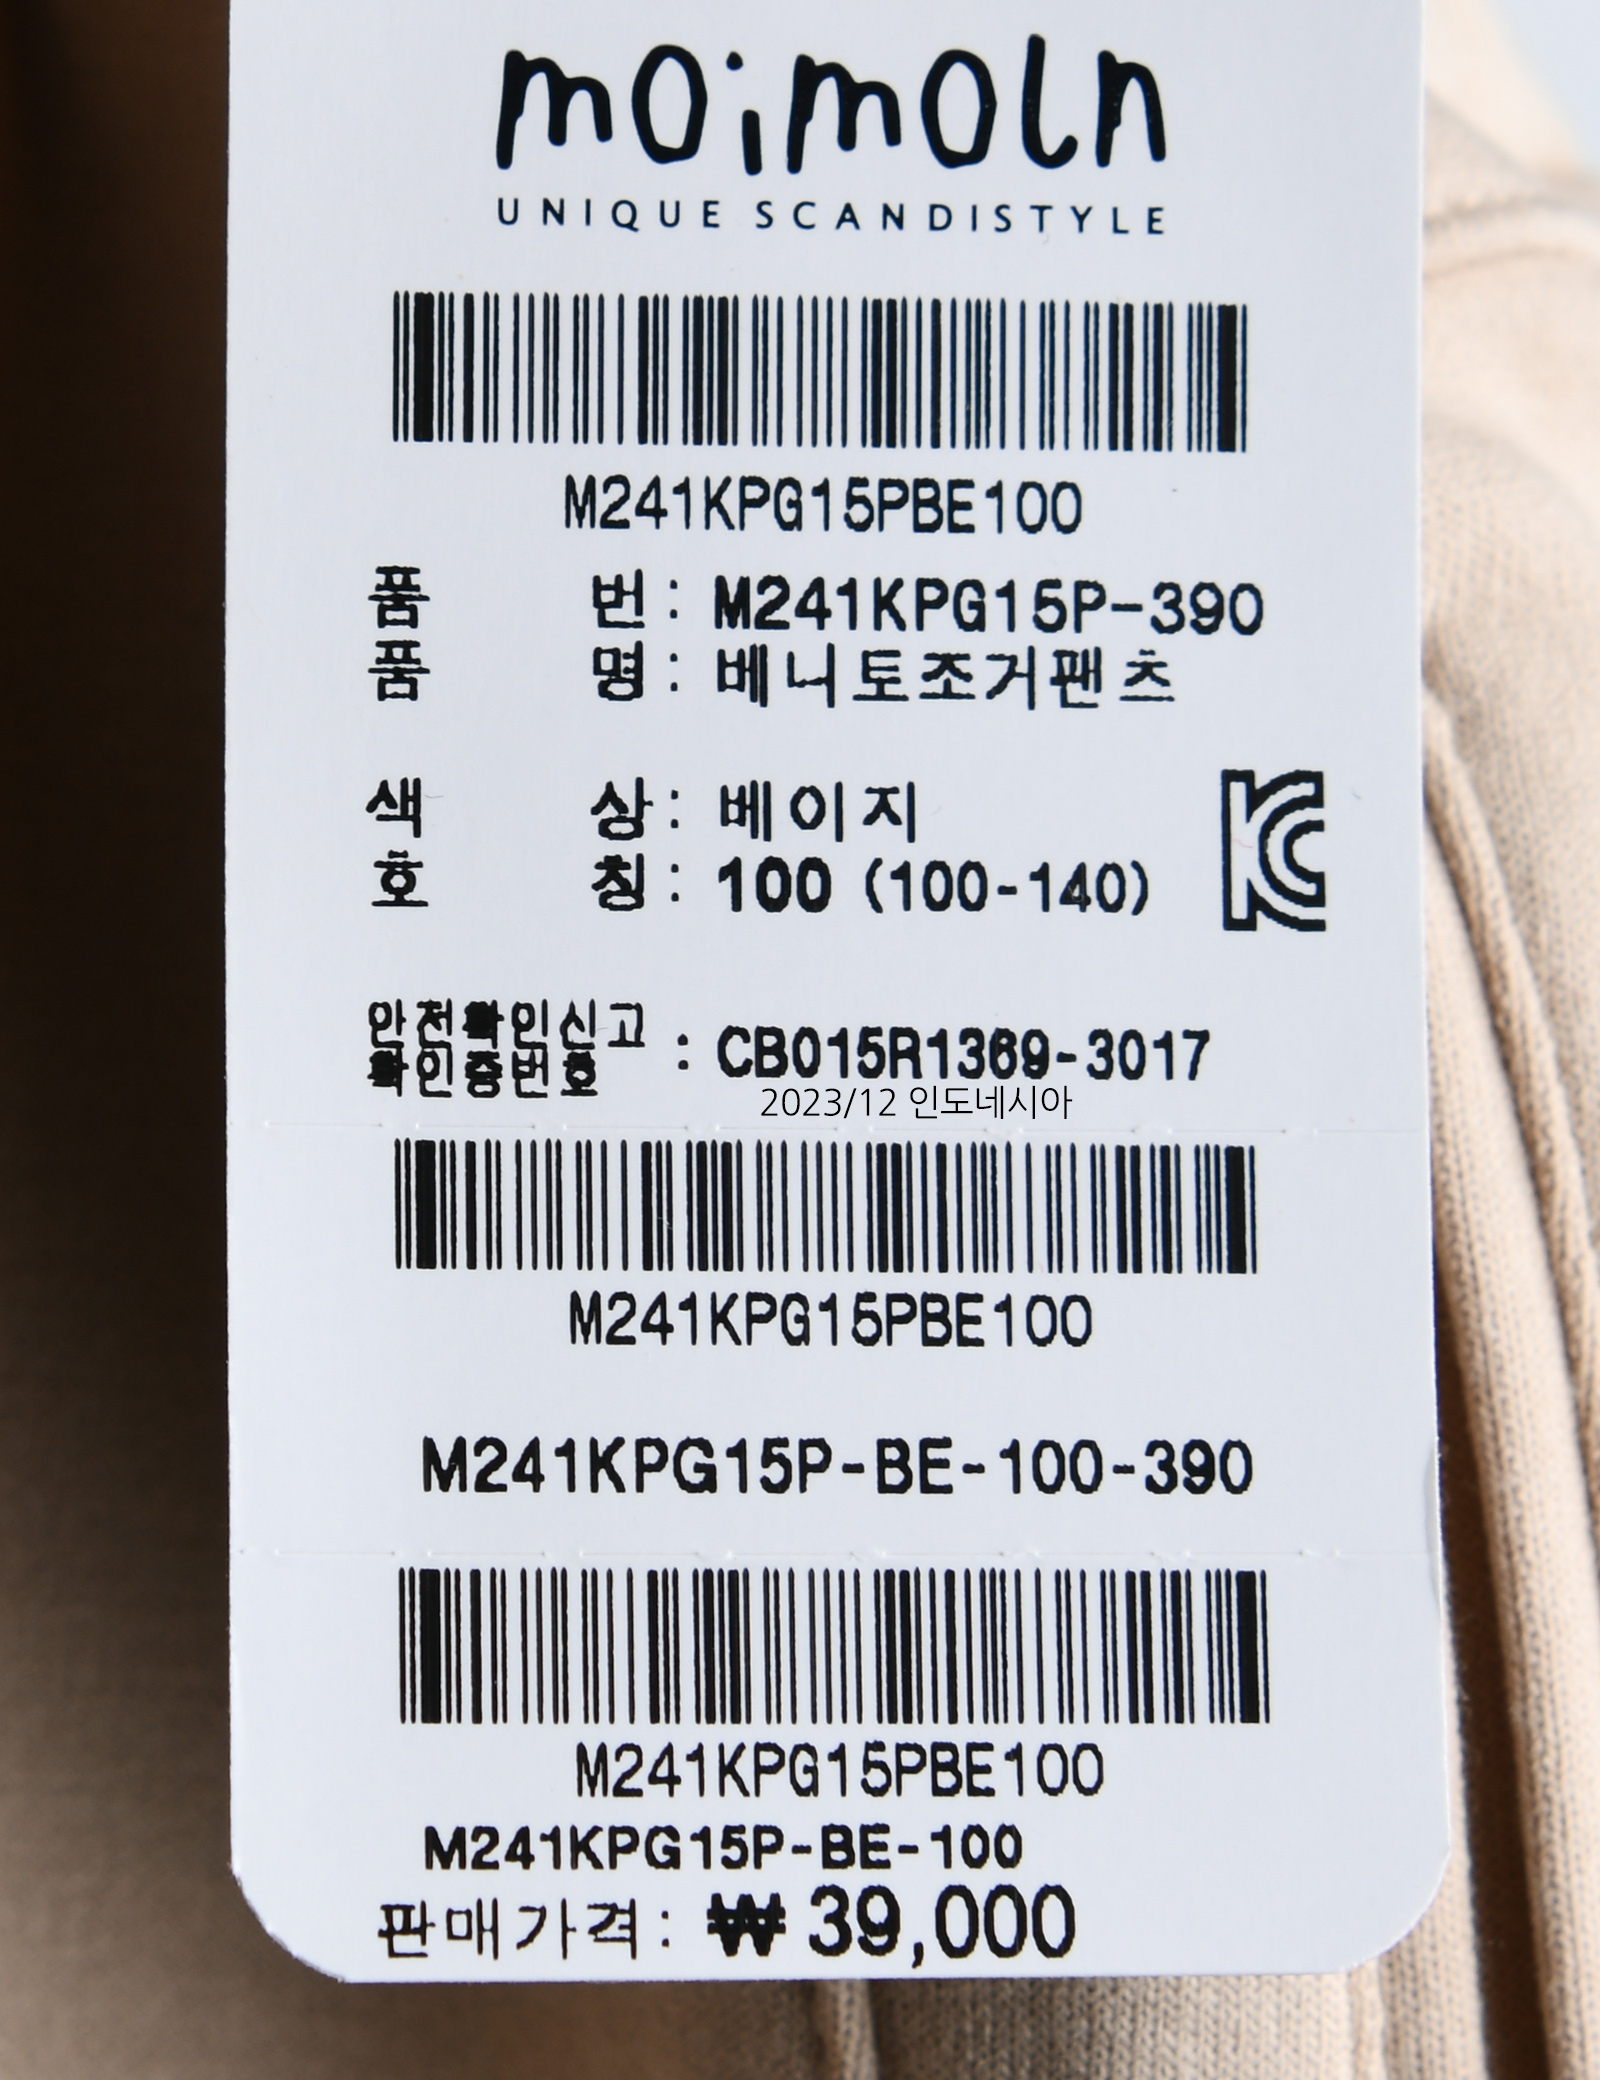 moimoln
UNIQUE SCANDISTYLE
M241KPG15PBE100
품 번 : M241KPG15P-390
품 명 : 베니토조거팬츠
색 상 : 베이지
호 칭 : 100 (100-140)
KC
안전확인신고
확인증번호 : CB015R1369-3017
2023/12 인도네시아
M241KPG15PBE100
M241KPG15P-BE-100-390
M241KPG15PBE100
M241KPG15P-BE-100
판매가격: ₩39,000